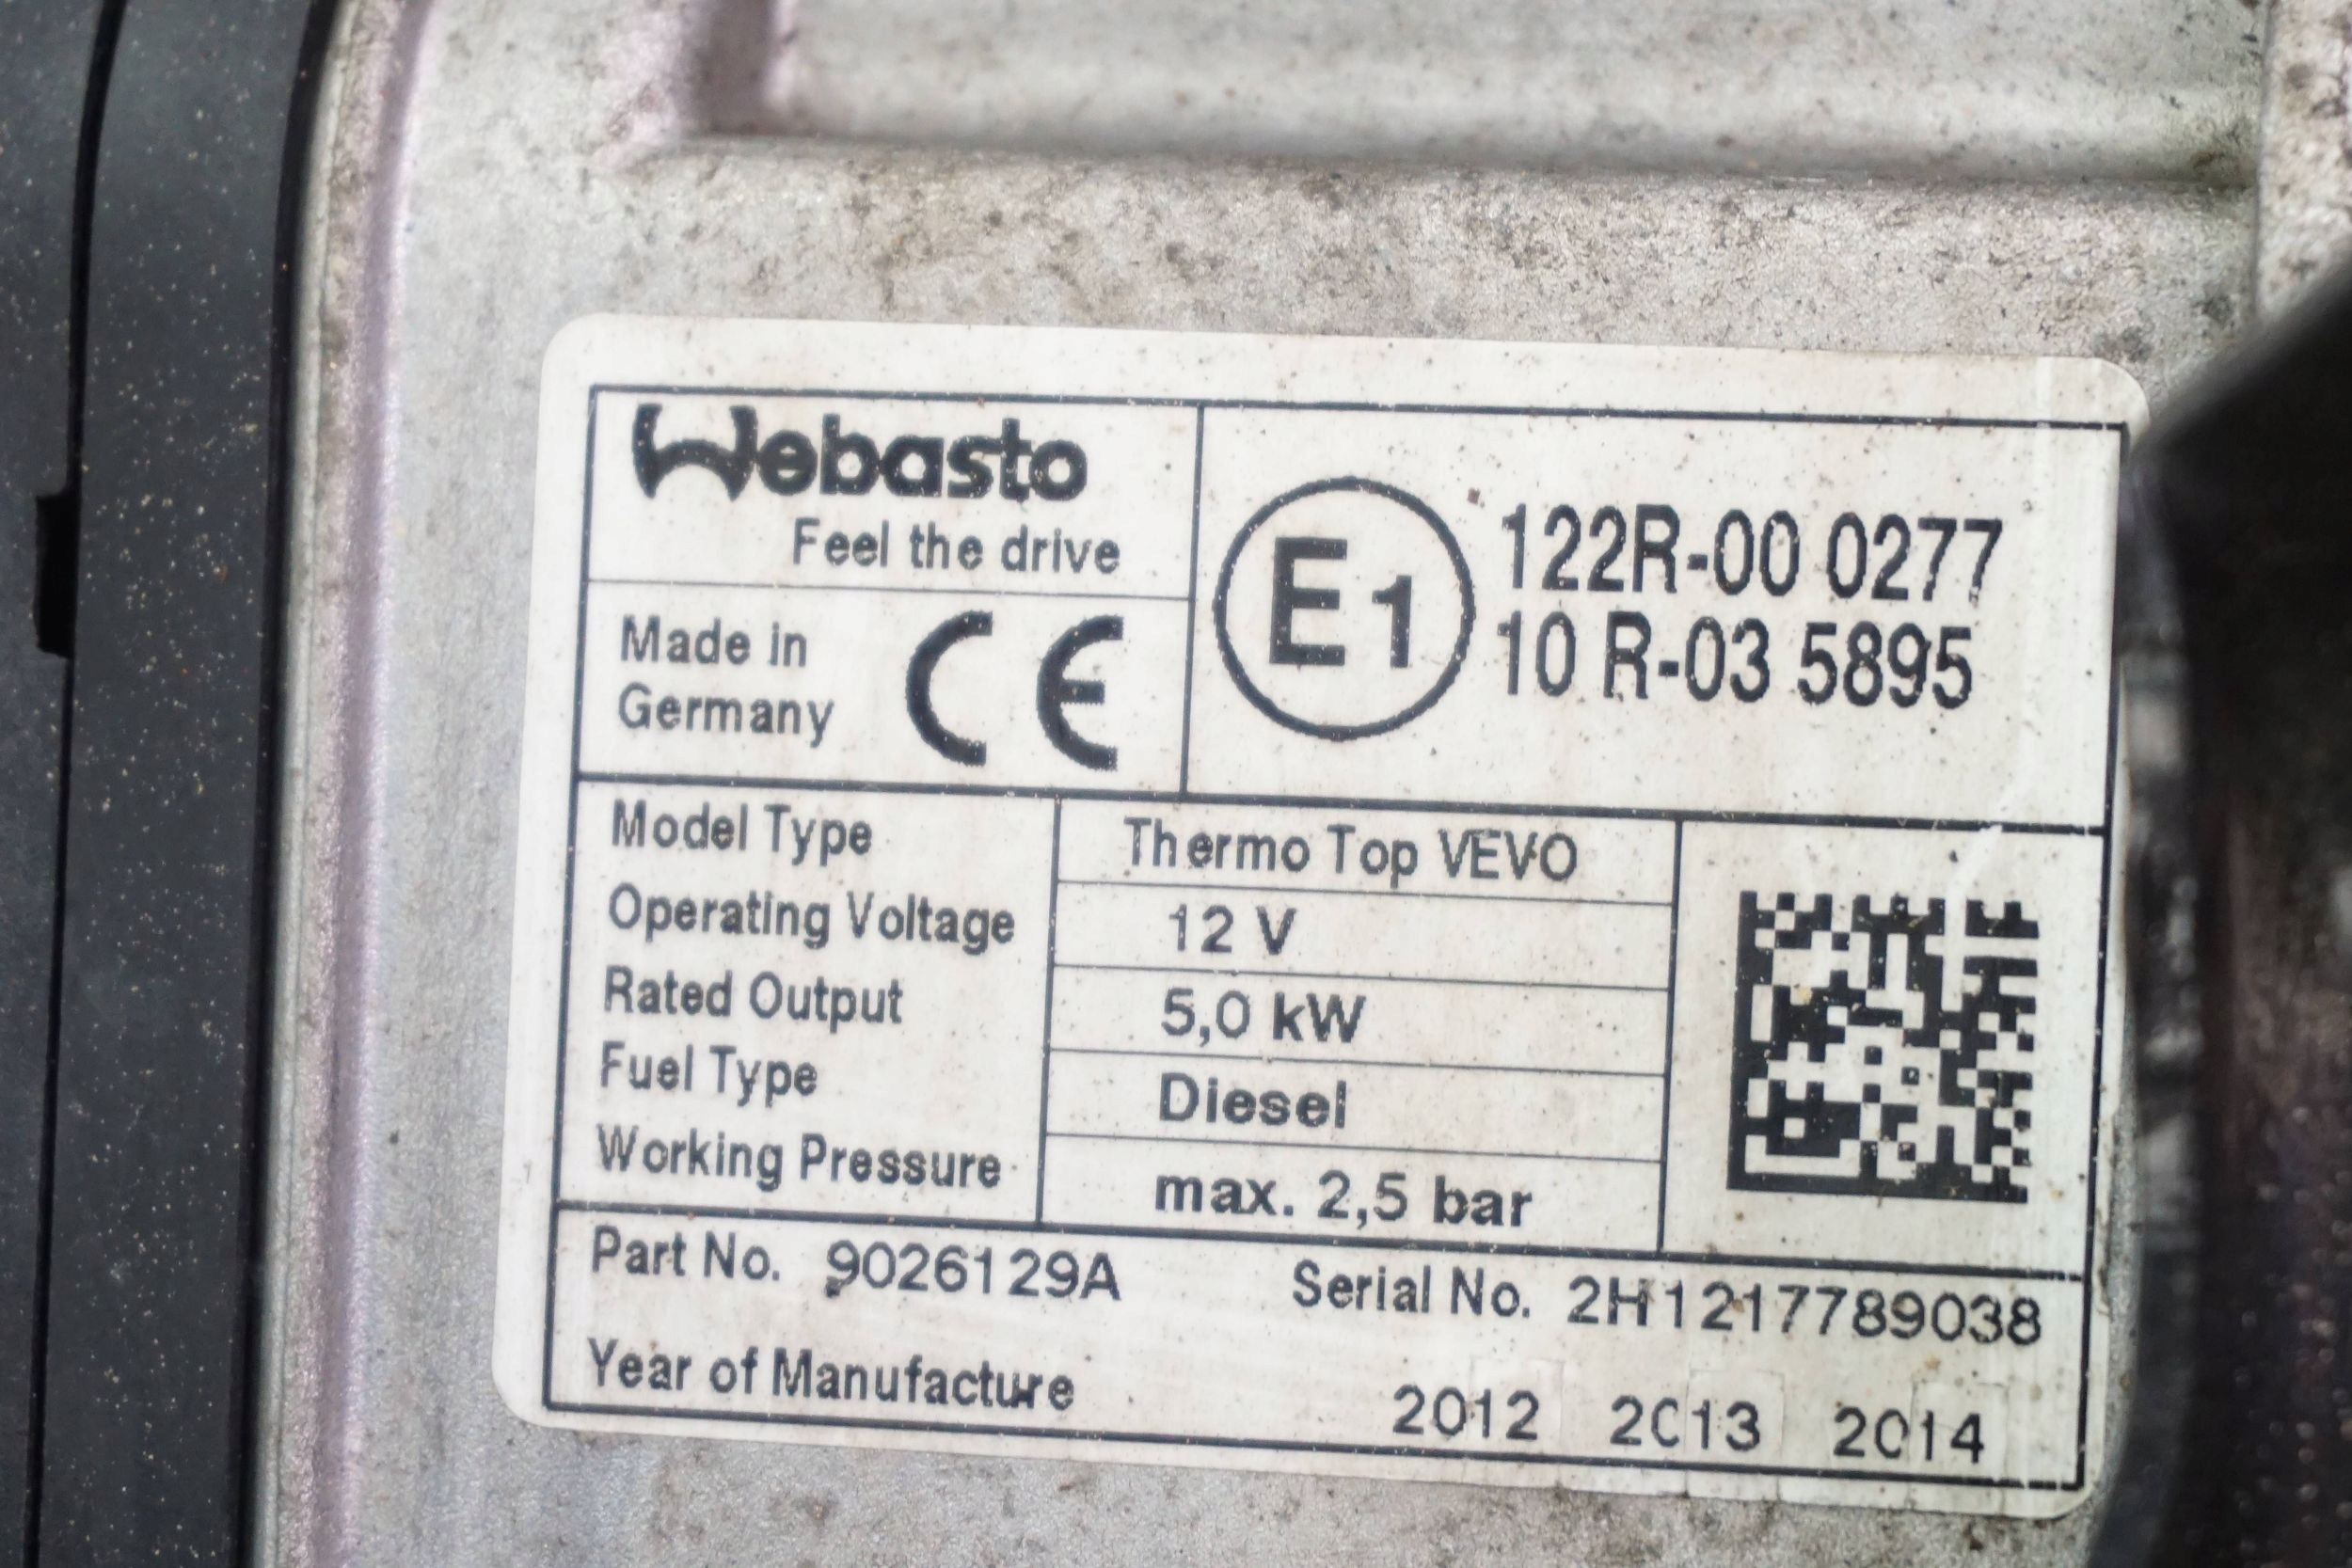 Webasto
Feel the drive
Made in
Germany
CE
E1
122R-00 0277
10 R-03 5895
Model Type Thermo Top VEVO
Operating Voltage 12 V
Rated Output 5,0 kW
Fuel Type Diesel
Working Pressure max. 2,5 bar
Part No. 9026129A Serial No. 2H1217789038
Year of Manufacture 2012 2013 2014